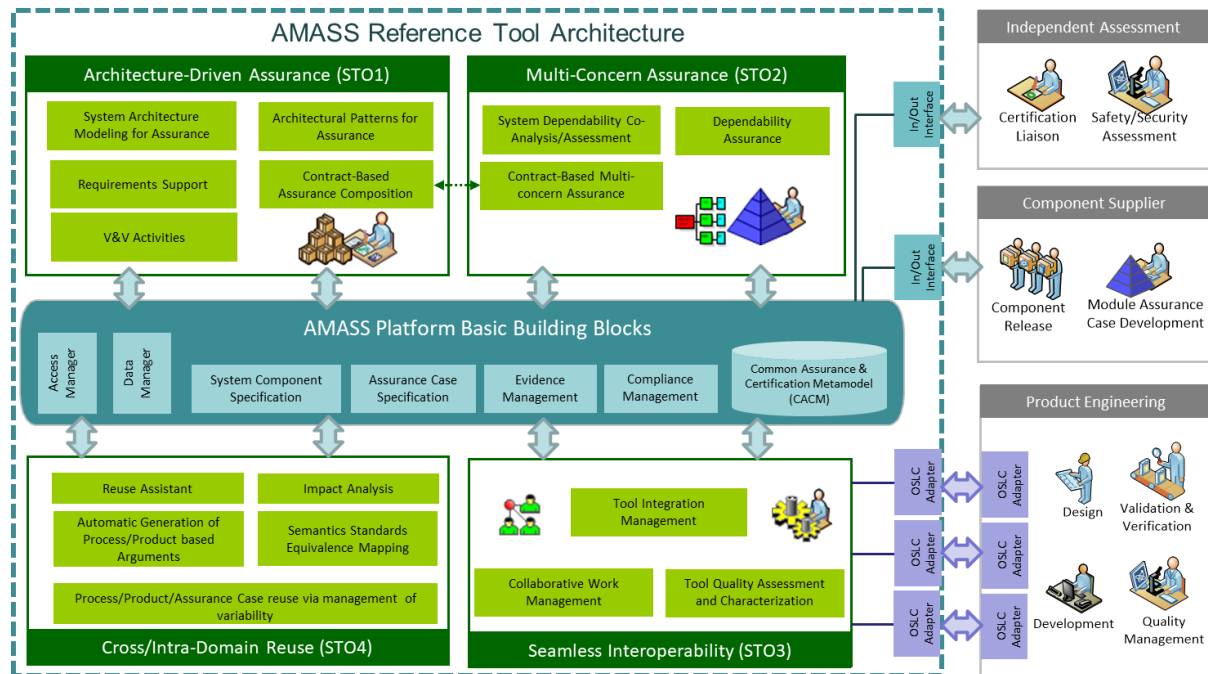 AMASS Reference Tool Architecture
Architecture-Driven Assurance (STO1)
System Architecture
Modeling for Assurance
Architectural Patterns for
Assurance
Requirements Support
Contract-Based
Assurance Composition
V&V Activities
Multi-Concern Assurance (STO2)
System Dependability Co-
Analysis/Assessment
Dependability
Assurance
Contract-Based Multi-
concern Assurance
In/Out
Interface
In/Out
Interface
Independent Assessment
Certification
Liaison
Safety/Security
Assessment
Component Supplier
Component
Release
Module Assurance
Case Development
AMASS Platform Basic Building Blocks
Access
Manager
Data
Manager
System Component
Specification
Assurance Case
Specification
Evidence
Management
Compliance
Management
Common Assurance &
Certification Metamodel
(CACM)
Reuse Assistant
Impact Analysis
Automatic Generation of
Process/Product based
Arguments
Semantics Standards
Equivalence Mapping
Process/Product/Assurance Case reuse via management of
variability
Cross/Intra-Domain Reuse (STO4)
Tool Integration
Management
Collaborative Work
Management
Tool Quality Assessment
and Characterization
Seamless Interoperability (STO3)
OSLC
Adapter
OSLC
Adapter
OSLC
Adapter
OSLC
Adapter
OSLC
Adapter
OSLC
Adapter
Product Engineering
Design
Validation &
Verification
Development
Quality
Management